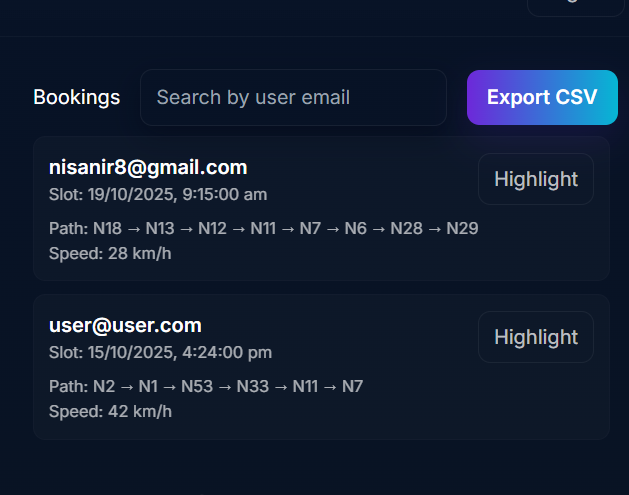 Bookings
Search by user email
Export CSV
nisanir8@gmail.com
Highlight
Slot: 19/10/2025, 9:15:00 am
Path: N18 → N13 → N12 → N11 → N7 → N6 → N28 → N29
Speed: 28 km/h
user@user.com
Highlight
Slot: 15/10/2025, 4:24:00 pm
Path: N2 → N1 → N53 → N33 → N11 → N7
Speed: 42 km/h